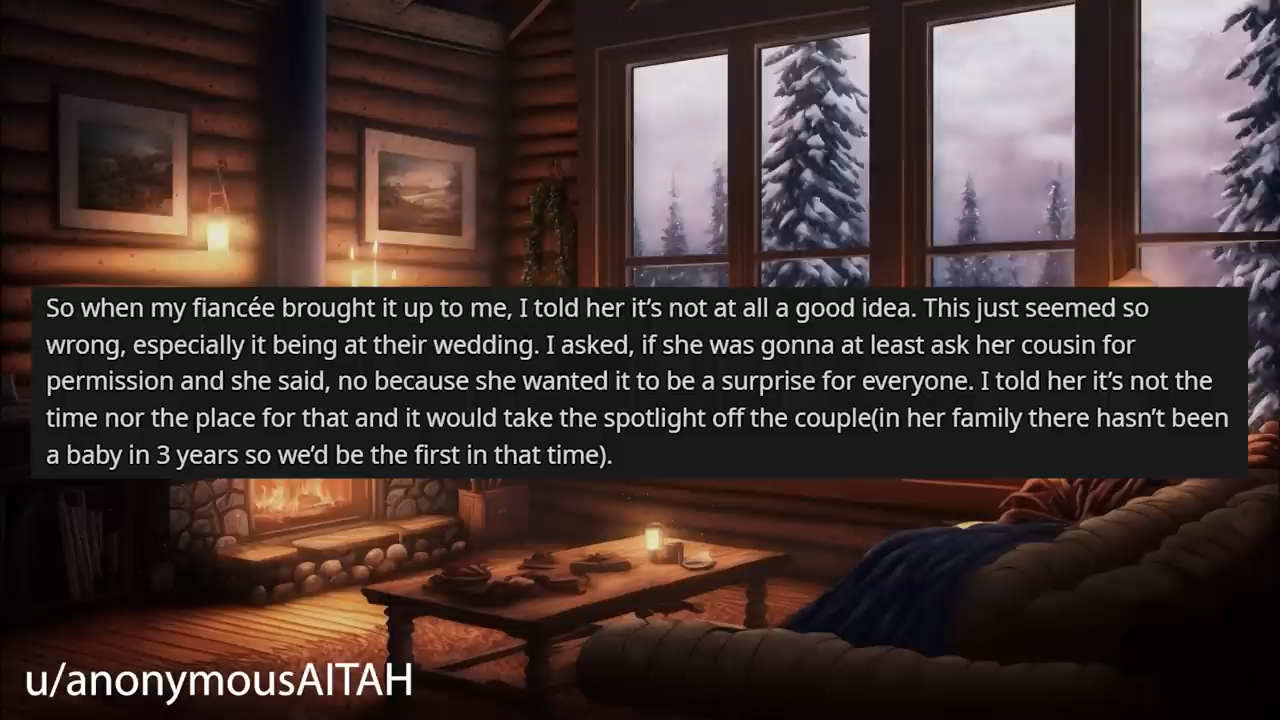 So when my fiancée brought it up to me, I told her it’s not at all a good idea. This just seemed so
wrong, especially it being at their wedding. I asked, if she was gonna at least ask her cousin for
permission and she said, no because she wanted it to be a surprise for everyone. I told her it’s not the
time nor the place for that and it would take the spotlight off the couple(in her family there hasn’t been
a baby in 3 years so we’d be the first in that time).
u/anonymousAITAH